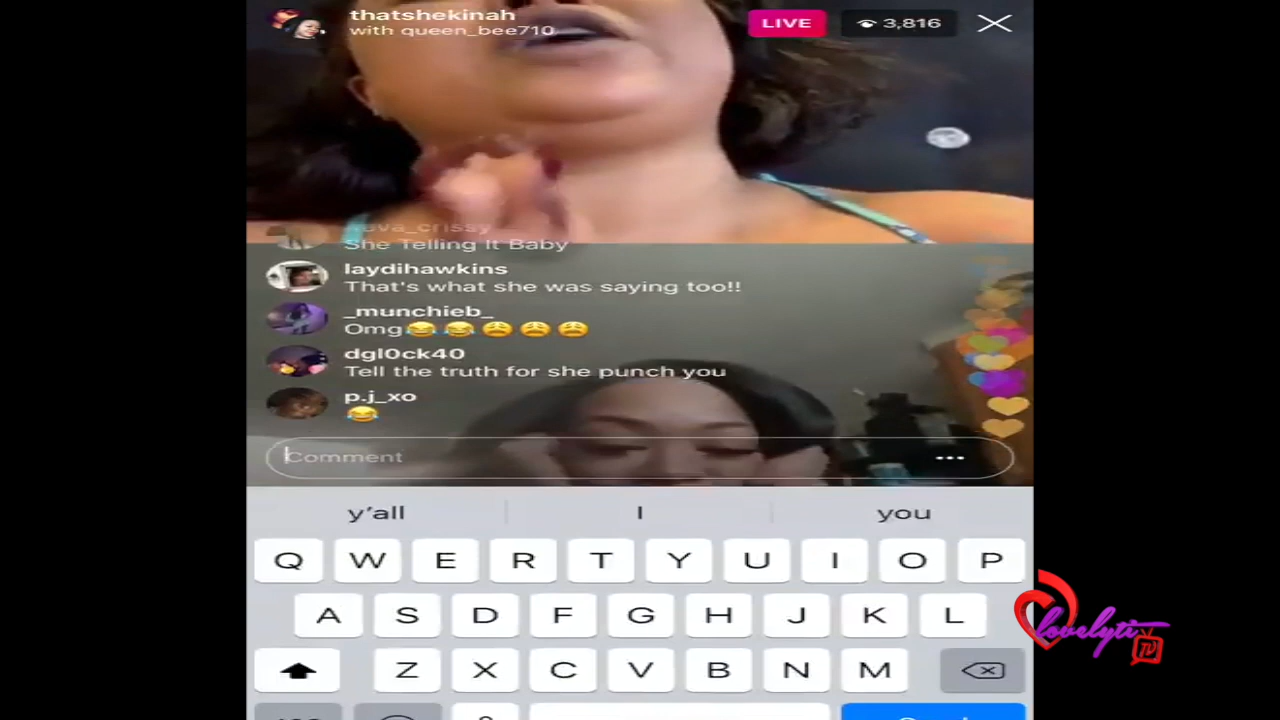 thatshekinah
with queen_bee710
LIVE
3,816
She Telling It Baby
laydihawkins
That's what she was saying too!!
_munchieb_
Omg😂😂😩😩😩
dgl0ck40
Tell the truth for she punch you
p.j_xo
😂
Comment
y'all I you
Q W E R T Y U I O P
A S D F G H J K L
Z X C V B N M
lovelyti
TV